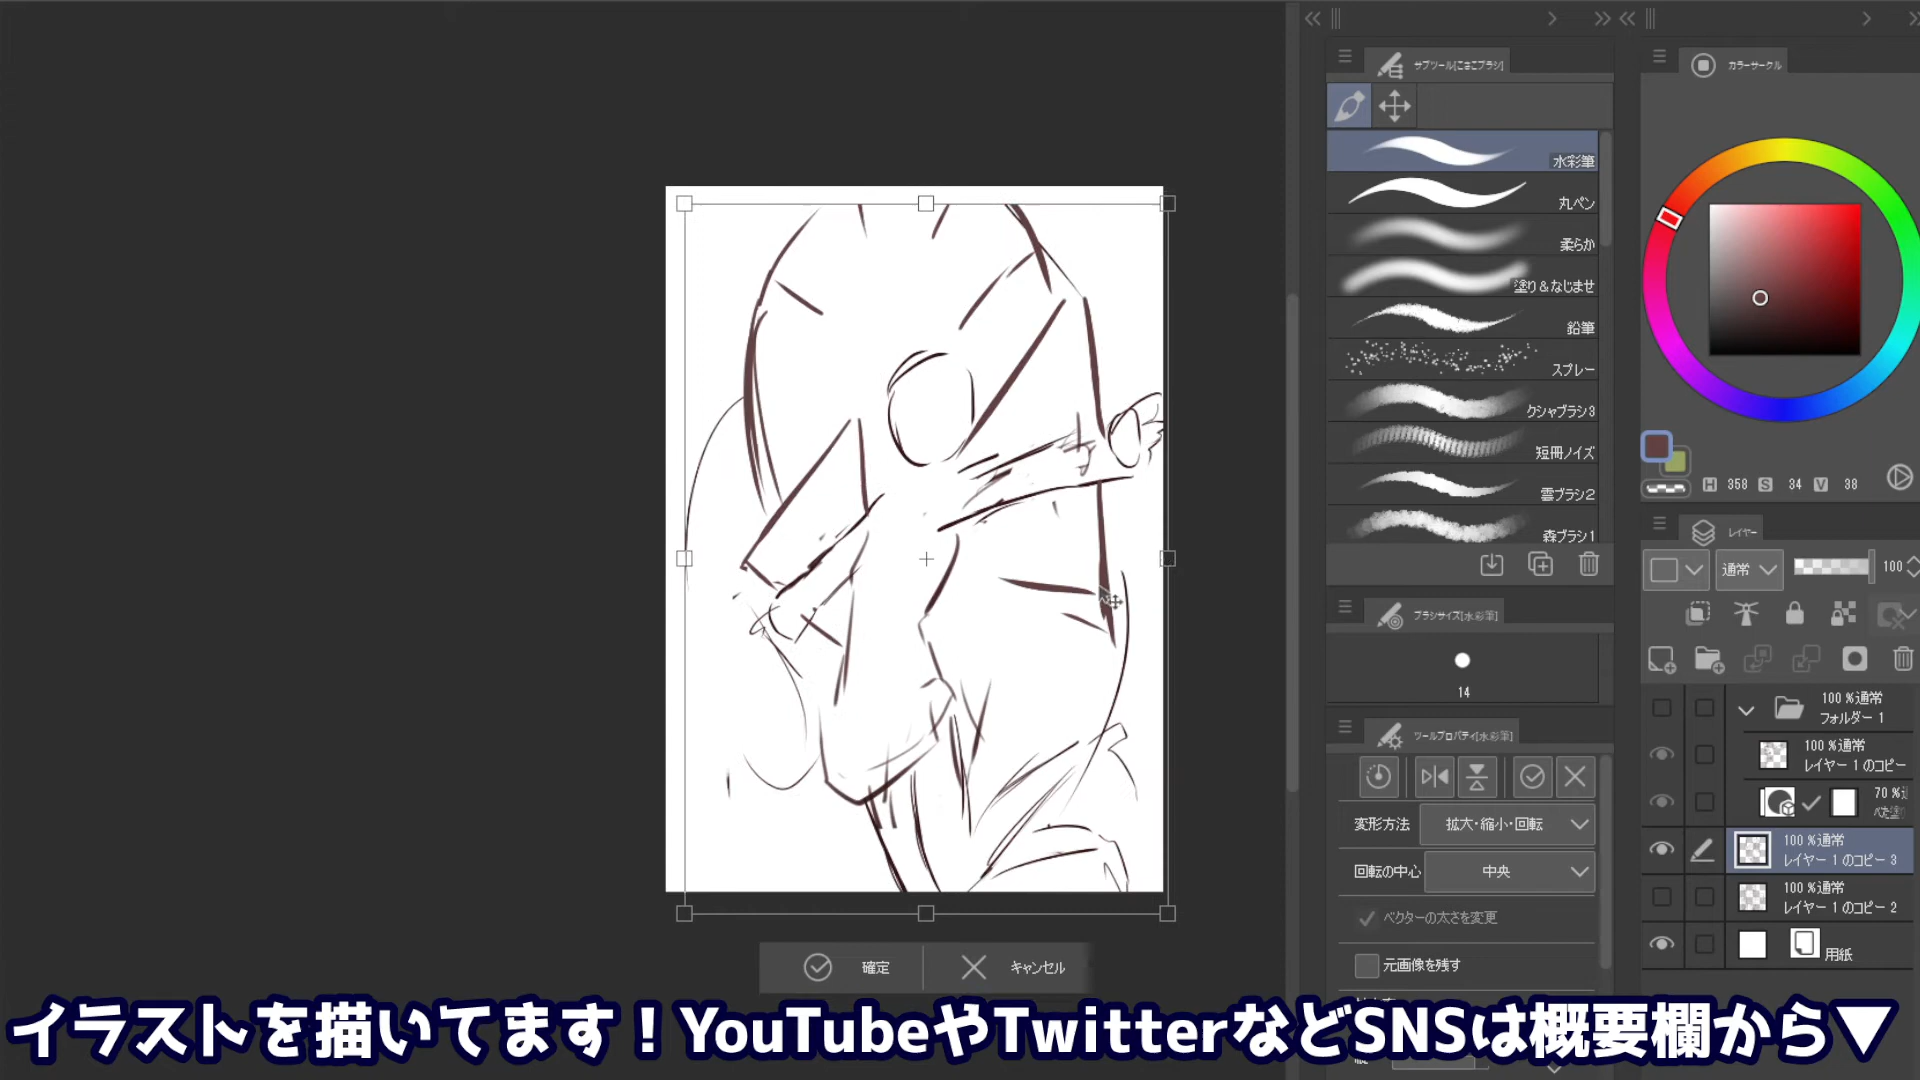 サブツール[こまこブラシ]
水彩筆
丸ペン
柔らか
塗り&なじませ
鉛筆
スプレー
クシャブラシ3
短冊ノイズ
雲ブラシ2
森ブラシ1
ブラシサイズ[水彩筆]
14
ツールプロパティ[水彩筆]
変形方法 拡大・縮小・回転
回転の中心 中央
ベクターの太さを変更
元画像を残す
カラーサークル
H 358 S 34 V 38
レイヤー
通常 100
100 %通常
フォルダー 1
100 %通常
レイヤー 1 のコピー
70 %
100 %通常
レイヤー 1 のコピー 3
100 %通常
レイヤー 1 のコピー 2
用紙
確定 キャンセル
イラストを描いてます！YouTubeやTwitterなどSNSは概要欄から▼